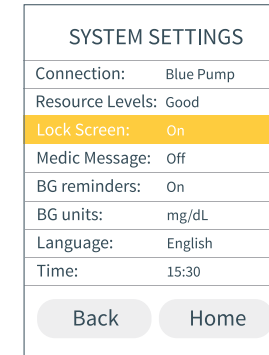 SYSTEM SETTINGS
Connection: Blue Pump
Resource Levels: Good
Lock Screen: On
Medic Message: Off
BG reminders: On
BG units: mg/dL
Language: English
Time: 15:30
Back Home